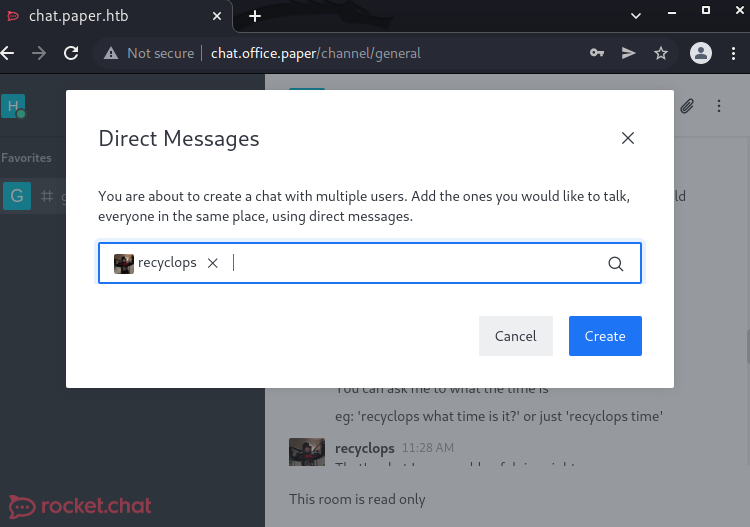 chat.paper.htb
Not secure chat.office.paper/channel/general
H
Favorites
G
Direct Messages
You are about to create a chat with multiple users. Add the ones you would like to talk,
everyone in the same place, using direct messages.
recyclops
Cancel Create
You can ask me to what the time is
eg: 'recyclops what time is it?' or just 'recyclops time'
recyclops 11:28 AM
This room is read only
rocket.chat